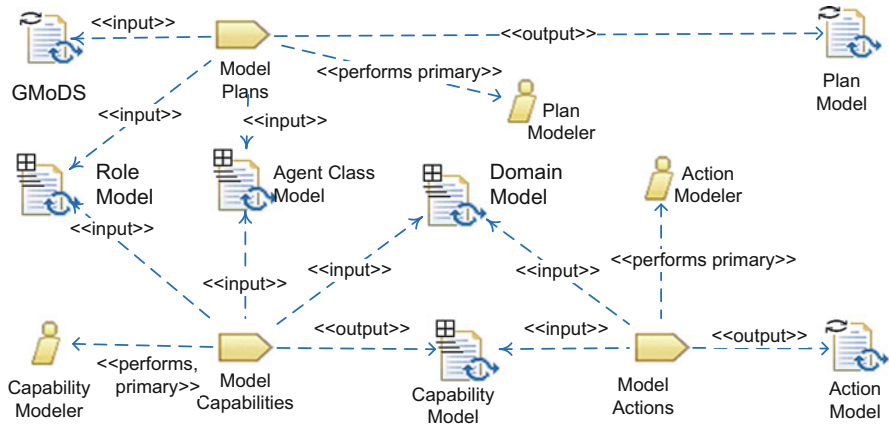 <<input>>
<<output>>
GMoDS
Model
Plans
<<performs primary>>
Plan
Modeler
Plan
Model
<<input>>
<<input>>
Role
Model
Agent Class
Model
Domain
Model
Action
Modeler
<<input>>
<<input>>
<<input>>
<<input>>
<<performs primary>>
<<output>>
<<input>>
<<output>>
<<performs,
primary>>
Capability
Modeler
Model
Capabilities
Capability
Model
Model
Actions
Action
Model